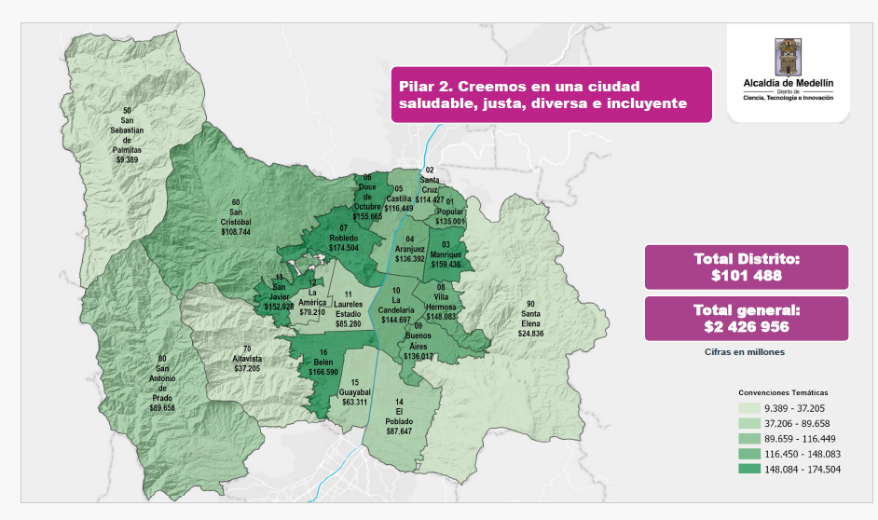 Pilar 2. Creemos en una ciudad
saludable, justa, diversa e incluyente
Alcaldía de Medellín
Distrito de
Ciencia, Tecnología e Innovación
50
San
Sebastian
de
Palmitas
$9.389
60
San
Cristóbal
$108.744
06
Doce
de
Octubre
$155.665
05
Castilla
$116.449
02
Santa
Cruz
$114.427
01
Popular
$135.001
07
Robledo
$174.504
04
Aranjuez
$136.392
03
Manrique
$159.436
13
San
Javier
$152.028
12
La
América
$79.210
11
Laureles
Estadio
$85.280
10
La
Candelaria
$144.697
08
Villa
Hermosa
$148.083
09
Buenos
Aires
$136.017
90
Santa
Elena
$24.836
70
Altavista
$37.205
16
Belén
$166.590
15
Guayabal
$63.311
14
El
Poblado
$87.647
80
San
Antonio
de
Prado
$89.658
Total Distrito:
$101 488
Total general:
$2 426 956
Cifras en millones
Convenciones Temáticas
9.389 - 37.205
37.206 - 89.658
89.659 - 116.449
116.450 - 148.083
148.084 - 174.504